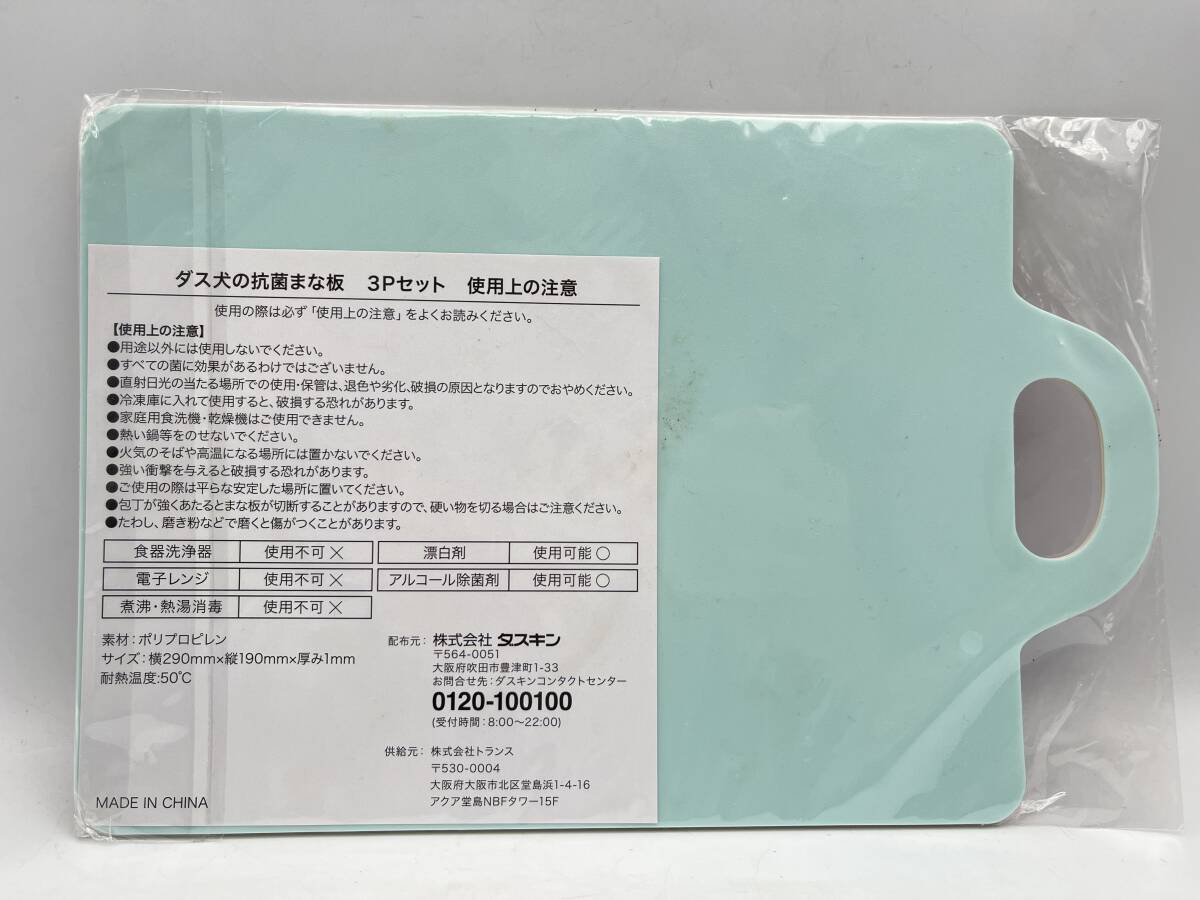 ダス犬の抗菌まな板 3Pセット 使用上の注意
使用の際は必ず「使用上の注意」をよくお読みください。
【使用上の注意】
●用途以外には使用しないでください。
●すべての菌に効果があるわけではございません。
●直射日光の当たる場所での使用・保管は、退色や劣化、破損の原因となりますのでおやめください。
●冷凍庫に入れて使用すると、破損する恐れがあります。
●家庭用食洗機・乾燥機はご使用できません。
●熱い鍋等をのせないでください。
●火気のそばや高温になる場所には置かないでください。
●強い衝撃を与えると破損する恐れがあります。
●ご使用の際は平らな安定した場所に置いてください。
●包丁が強くあたるとまな板が切断することがありますので、硬い物を切る場合はご注意ください。
●たわし、磨き粉などで磨くと傷がつくことがあります。
食器洗浄器 使用不可× 漂白剤 使用可能○
電子レンジ 使用不可× アルコール除菌剤 使用可能○
煮沸・熱湯消毒 使用不可×
素材:ポリプロピレン
サイズ:横290mm×縦190mm×厚み1mm
耐熱温度:50℃
MADE IN CHINA
配布元: 株式会社 ダスキン
〒564-0051
大阪府吹田市豊津町1-33
お問合せ先:ダスキンコンタクトセンター
0120-100100
(受付時間:8:00〜22:00)
供給元: 株式会社トランス
〒530-0004
大阪府大阪市北区堂島浜1-4-16
アクア堂島NBFタワー15F